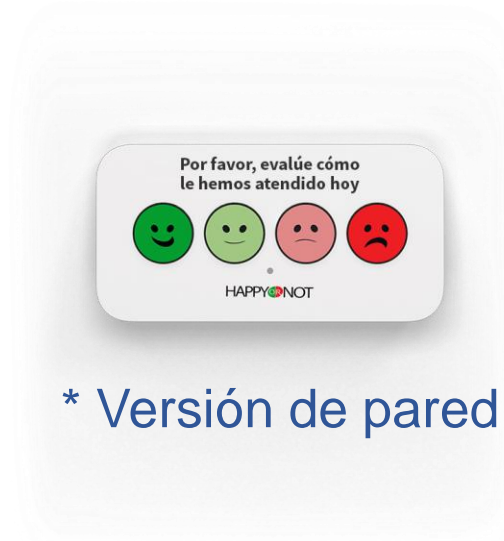 Por favor, evalúe cómo
le hemos atendido hoy
HAPPYORNOT
* Versión de pared